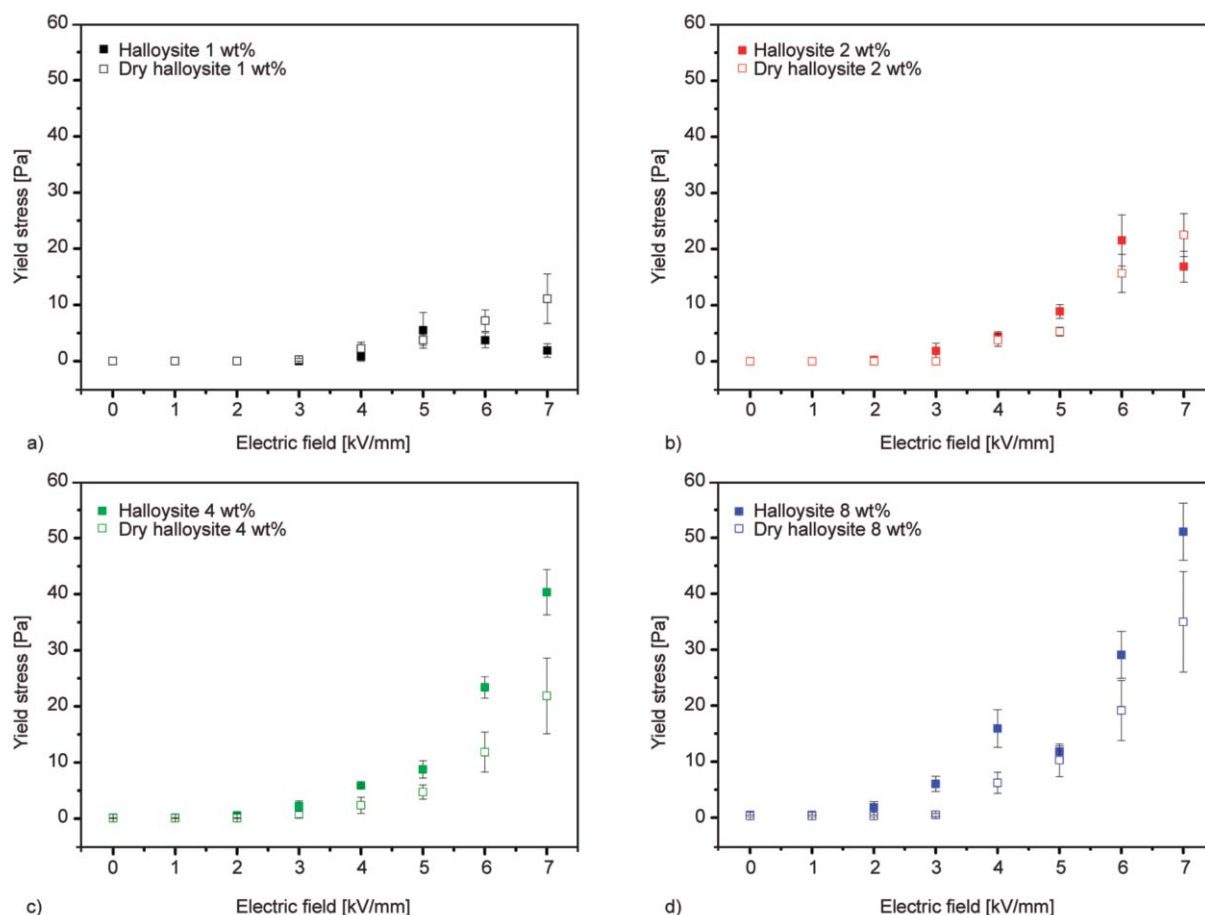 60
50
40
30
20
10
0
Yield stress [Pa]
Halloysite 1 wt%
Dry halloysite 1 wt%
0 1 2 3 4 5 6 7
Electric field [kV/mm]
a)
60
50
40
30
20
10
0
Yield stress [Pa]
Halloysite 2 wt%
Dry halloysite 2 wt%
0 1 2 3 4 5 6 7
Electric field [kV/mm]
b)
60
50
40
30
20
10
0
Yield stress [Pa]
Halloysite 4 wt%
Dry halloysite 4 wt%
0 1 2 3 4 5 6 7
Electric field [kV/mm]
c)
60
50
40
30
20
10
0
Yield stress [Pa]
Halloysite 8 wt%
Dry halloysite 8 wt%
0 1 2 3 4 5 6 7
Electric field [kV/mm]
d)